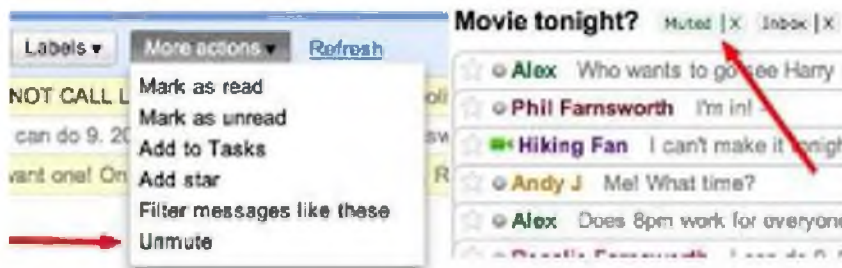 Labels ▾ More actions ▾ Refresh
Mark as read
NOT CALL L
Mark as unread
can do 9. 20
Add to Tasks
want one! On
Add star
R
Filter messages like these
Unmute
Movie tonight? Muted | x Inbox | x
Alex Who wants to go see Harry
Phil Farnsworth I'm in! -
Hiking Fan I can't make it tonigh
Andy J Me! What time?
Alex Does 8pm work for everyone